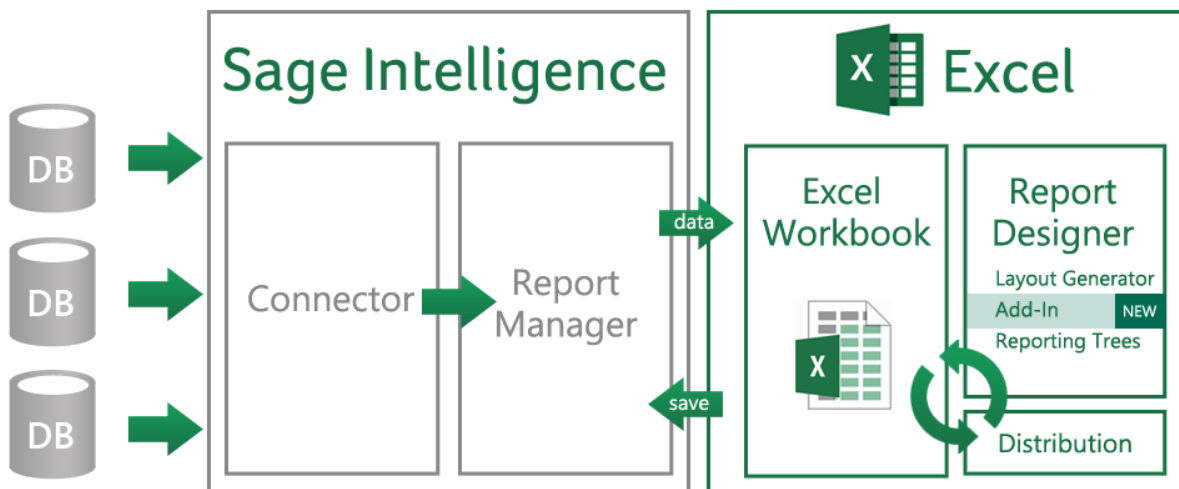 Sage Intelligence
X
Excel
DB
DB
DB
Connector
Report
Manager
data
save
Excel
Workbook
X
Report
Designer
Layout Generator
Add-In
NEW
Reporting Trees
Distribution